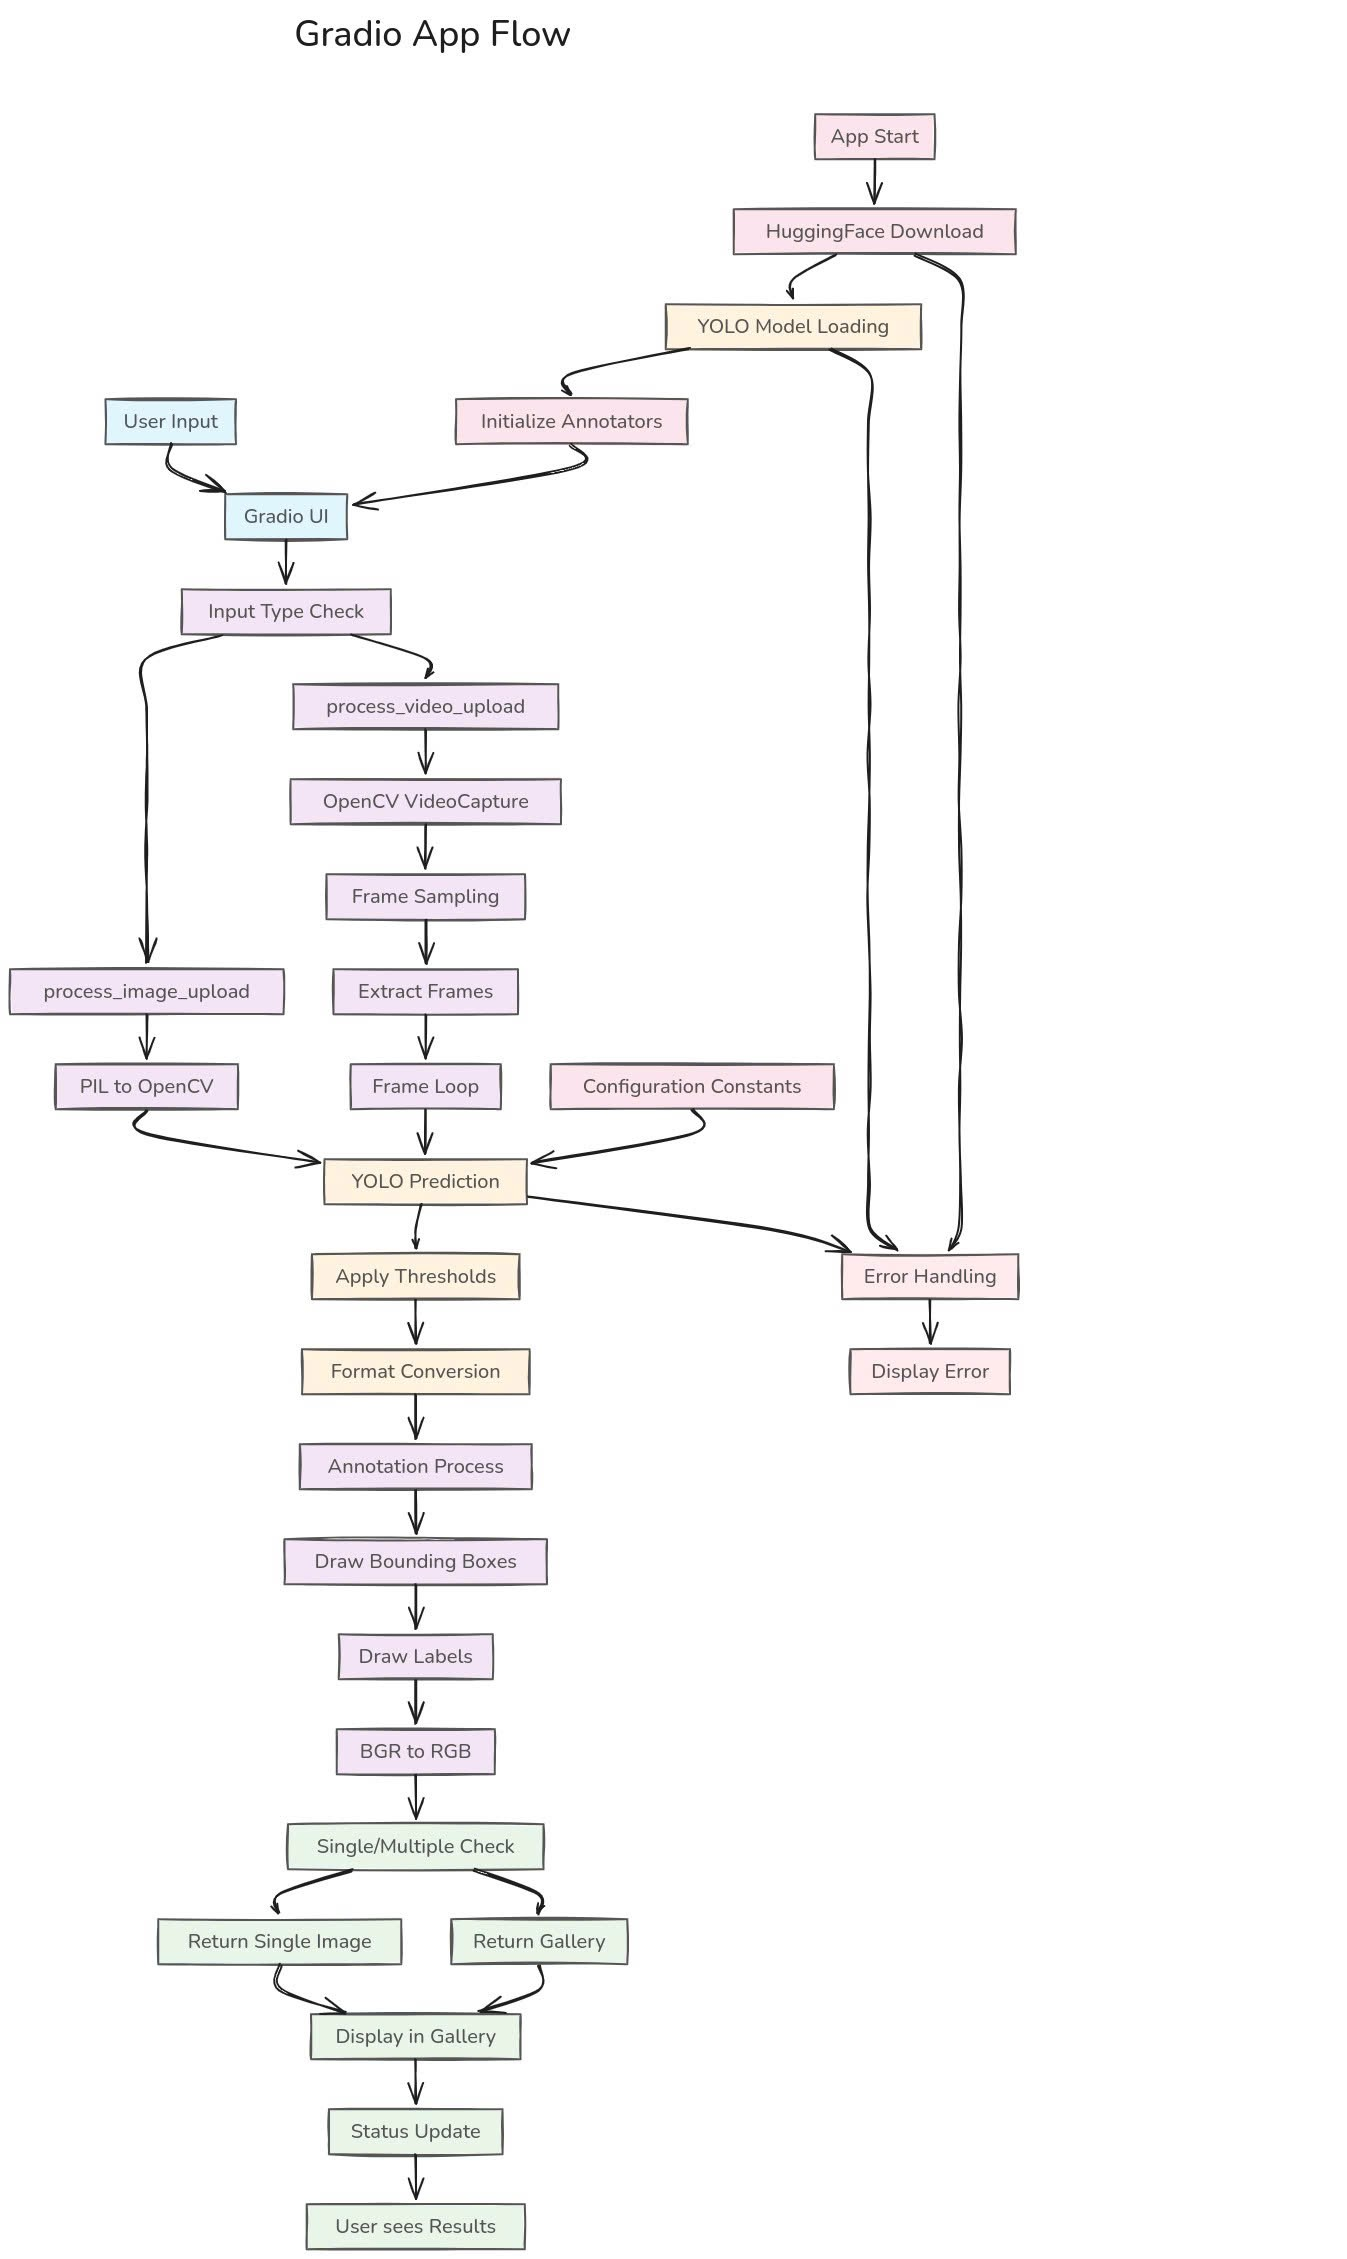 Gradio App Flow
App Start
HuggingFace Download
YOLO Model Loading
User Input
Initialize Annotators
Gradio UI
Input Type Check
process_video_upload
OpenCV VideoCapture
Frame Sampling
process_image_upload
Extract Frames
PIL to OpenCV
Frame Loop
Configuration Constants
YOLO Prediction
Apply Thresholds
Error Handling
Format Conversion
Display Error
Annotation Process
Draw Bounding Boxes
Draw Labels
BGR to RGB
Single/Multiple Check
Return Single Image
Return Gallery
Display in Gallery
Status Update
User sees Results